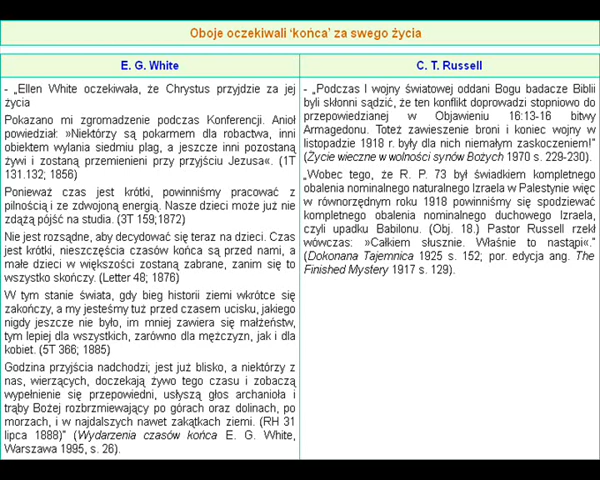 Oboje oczekiwali ‘końca’ za swego życia
E. G. White
- „Ellen White oczekiwała, że Chrystus przyjdzie za jej
życia
Pokazano mi zgromadzenie podczas Konferencji. Anioł
powiedział: »Niektórzy są pokarmem dla robactwa, inni
obiektem wylania siedmiu plag, a jeszcze inni pozostaną
żywi i zostaną przemienieni przy przyjściu Jezusa«. (1T
131.132; 1856)
Ponieważ czas jest krótki, powinniśmy pracować z
pilnością i ze zdwojoną energią. Nasze dzieci może już nie
zdążą pójść na studia. (3T 159;1872)
Nie jest rozsądne, aby decydować się teraz na dzieci. Czas
jest krótki, nieszczęścia czasów końca są przed nami, a
małe dzieci w większości zostaną zabrane, zanim się to
wszystko skończy. (Letter 48; 1876)
W tym stanie świata, gdy bieg historii ziemi wkrótce się
zakończy, a my jesteśmy tuż przed czasem ucisku, jakiego
nigdy jeszcze nie było, im mniej zawiera się małżeństw,
tym lepiej dla wszystkich, zarówno dla mężczyzn, jak i dla
kobiet. (5T 366; 1885)
Godzina przyjścia nadchodzi; jest już blisko, a niektórzy z
nas, wierzących, doczekają żywo tego czasu i zobaczą
wypełnienie się przepowiedni, usłyszą głos archanioła i
trąby Bożej rozbrzmiewający po górach oraz dolinach, po
morzach, i w najdalszych nawet zakątkach ziemi. (RH 31
lipca 1888)” (Wydarzenia czasów końca E. G. White,
Warszawa 1995, s. 26).
C. T. Russell
- „Podczas I wojny światowej oddani Bogu badacze Biblii
byli skłonni sądzić, że ten konflikt doprowadzi stopniowo do
przepowiedzianej w Objawieniu 16:13-16 bitwy
Armagedonu. Toteż zawieszenie broni i koniec wojny w
listopadzie 1918 r. były dla nich niemałym zaskoczeniem!”
(Życie wieczne w wolności synów Bożych 1970 s. 229-230).
„Wobec tego, że R. P. 73 był świadkiem kompletnego
obalenia nominalnego naturalnego Izraela w Palestynie więc
w równorzędnym roku 1918 powinniśmy się spodziewać
kompletnego obalenia nominalnego duchowego Izraela,
czyli upadku Babilonu. (Obj. 18.) Pastor Russell rzekł
wówczas: »Całkiem słusznie. Właśnie to nastąpi«.”
(Dokonana Tajemnica 1925 s. 152; por. edycja ang. The
Finished Mystery 1917 s. 129).